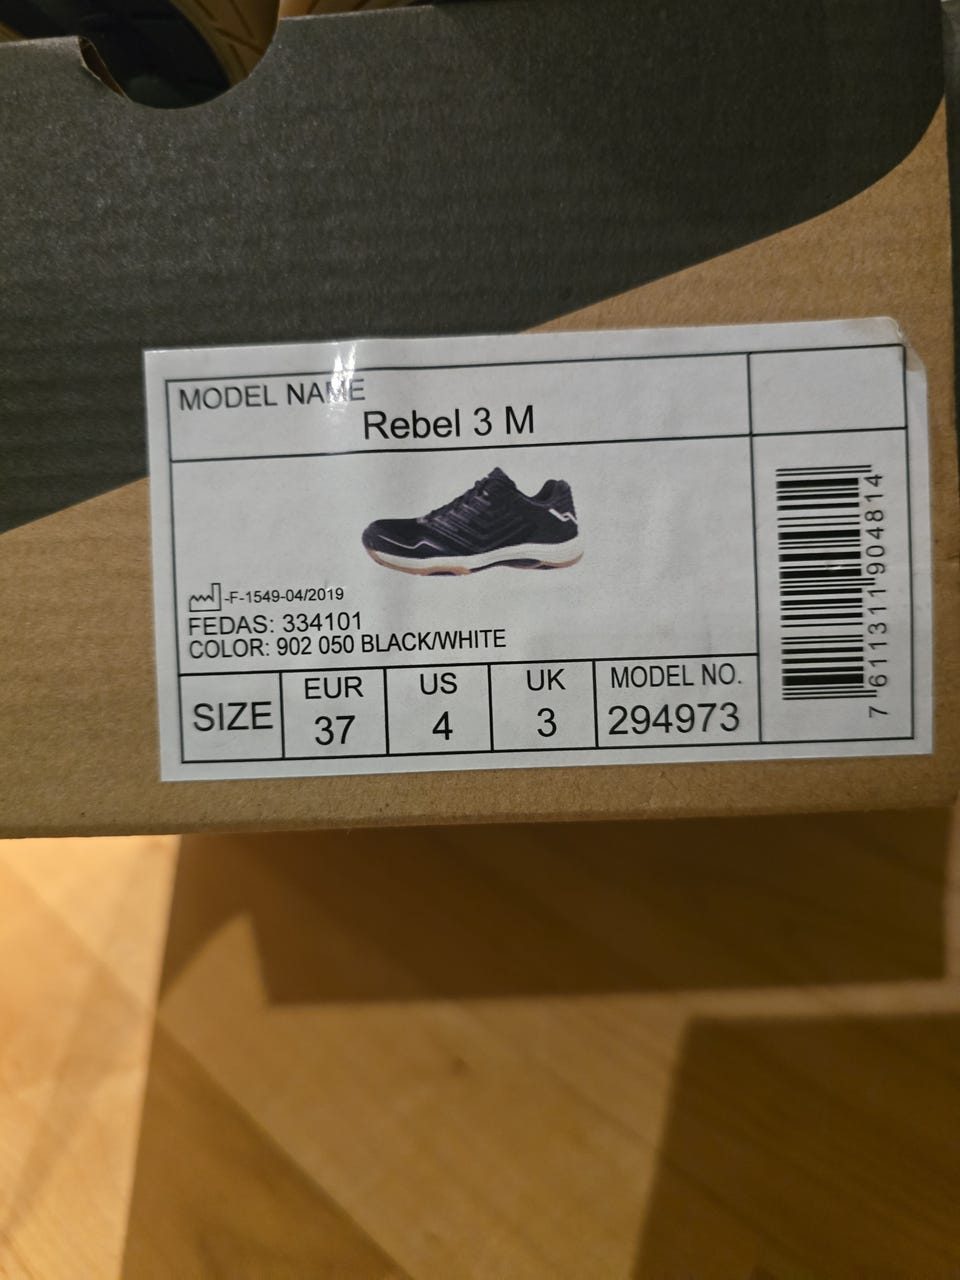 MODEL NAME
Rebel 3 M
-F-1549-04/2019
FEDAS: 334101
COLOR: 902 050 BLACK/WHITE
SIZE
EUR
37
US
4
UK
3
MODEL NO.
294973
7 611311 904814